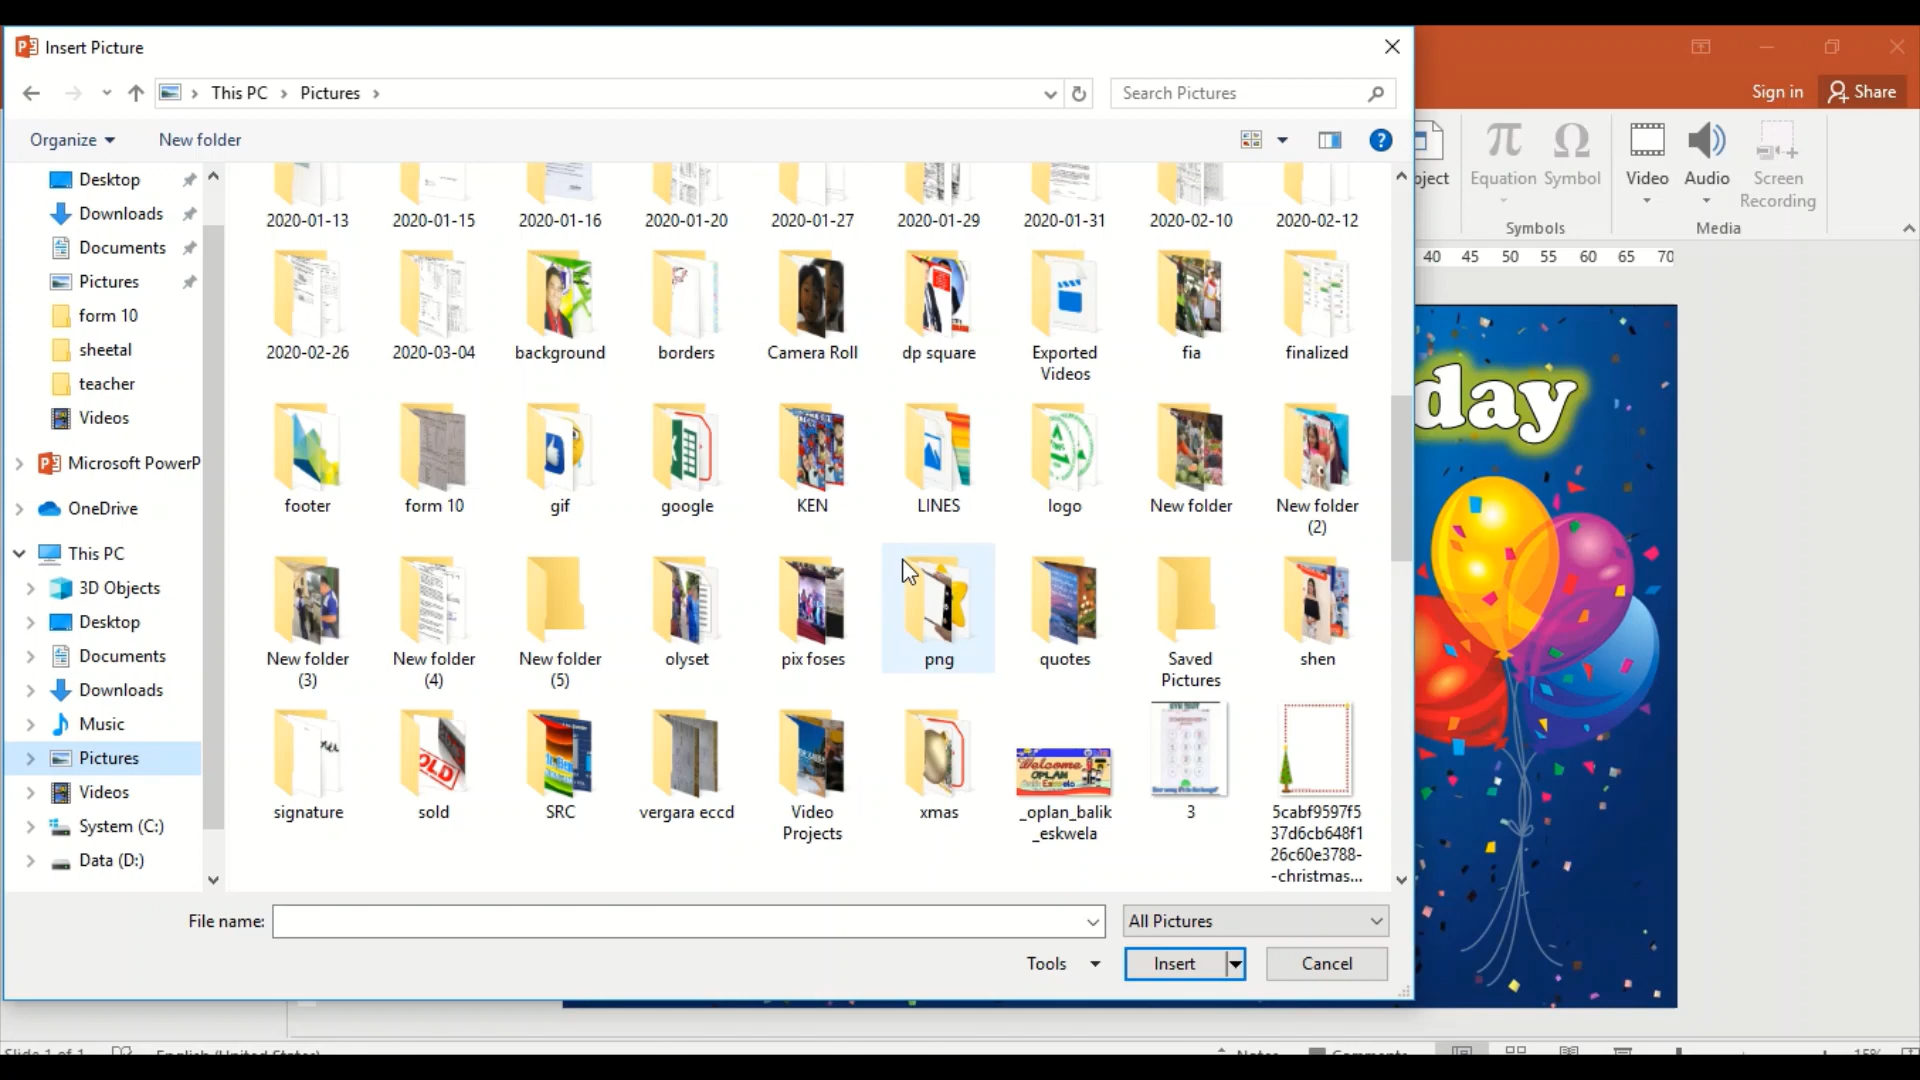 Insert Picture
This PC
Pictures
Search Pictures
Sign in
Share
Organize
New folder
Desktop
Downloads
Documents
Pictures
form 10
sheetal
teacher
Videos
Microsoft PowerP
OneDrive
This PC
3D Objects
Desktop
Documents
Downloads
Music
Pictures
Videos
System (C:)
Data (D:)
2020-01-13 2020-01-15 2020-01-16 2020-01-20 2020-01-27 2020-01-29 2020-01-31 2020-02-10 2020-02-12
2020-02-26 2020-03-04 background borders Camera Roll dp square Exported fia finalized
Videos
footer form 10 gif google KEN LINES logo New folder New folder
(2)
New folder New folder New folder olyset pix foses png quotes Saved shen
(3) (4) (5) Pictures
signature sold SRC vergara eccd Video xmas _oplan_balik 3 5cabf9597f5
Projects _eskwela 37d6cb648f1
26c60e3788-
-christmas...
Welcome
OPLAN
File name:
All Pictures
Tools
Insert
Cancel
bject
Equation Symbol
Video Audio Screen
Recording
Symbols
Media
40 45 50 55 60 65 70
day